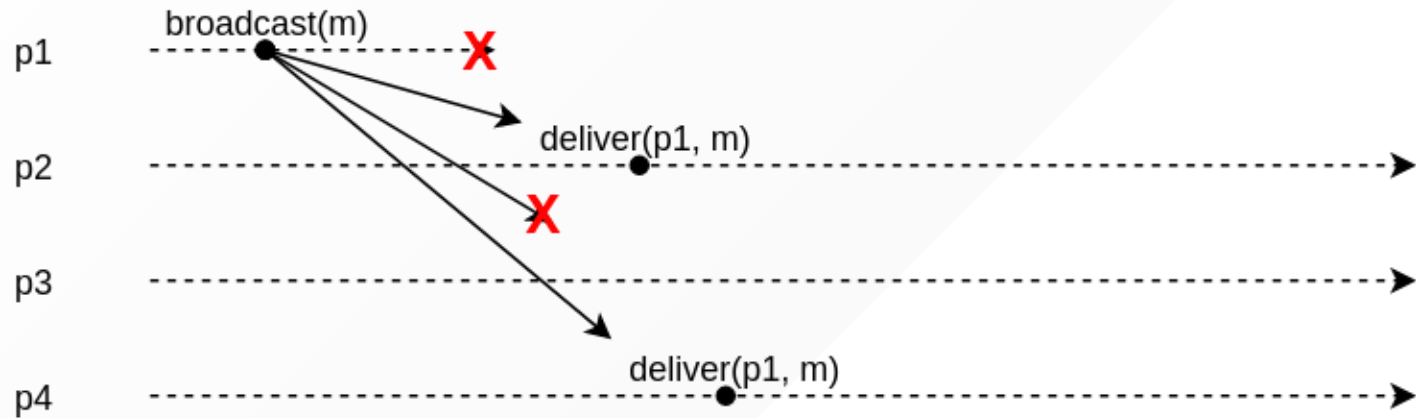 broadcast(m)
p1
X
deliver(p1, m)
p2
X
p3
deliver(p1, m)
p4